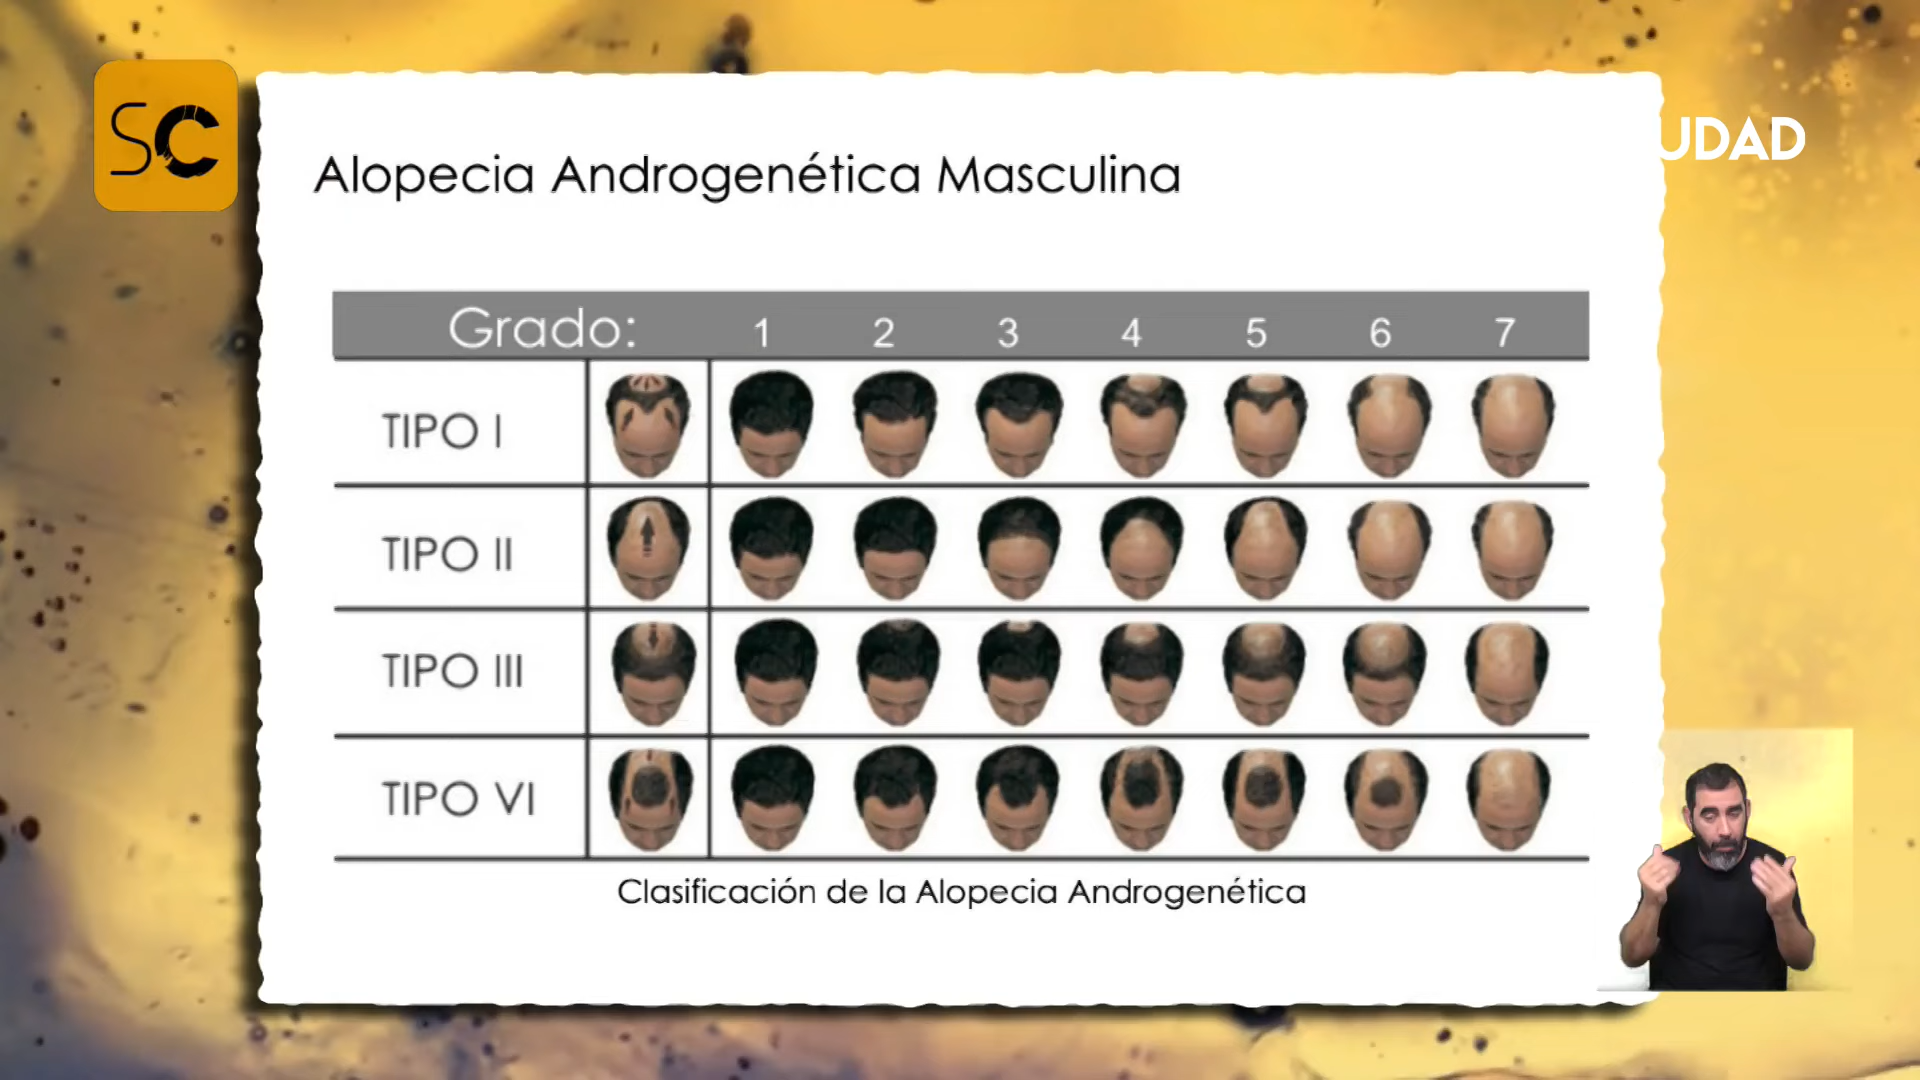 SC
UDAD
Alopecia Androgenética Masculina
Grado: 1 2 3 4 5 6 7
TIPO I
TIPO II
TIPO III
TIPO VI
Clasificación de la Alopecia Androgenética